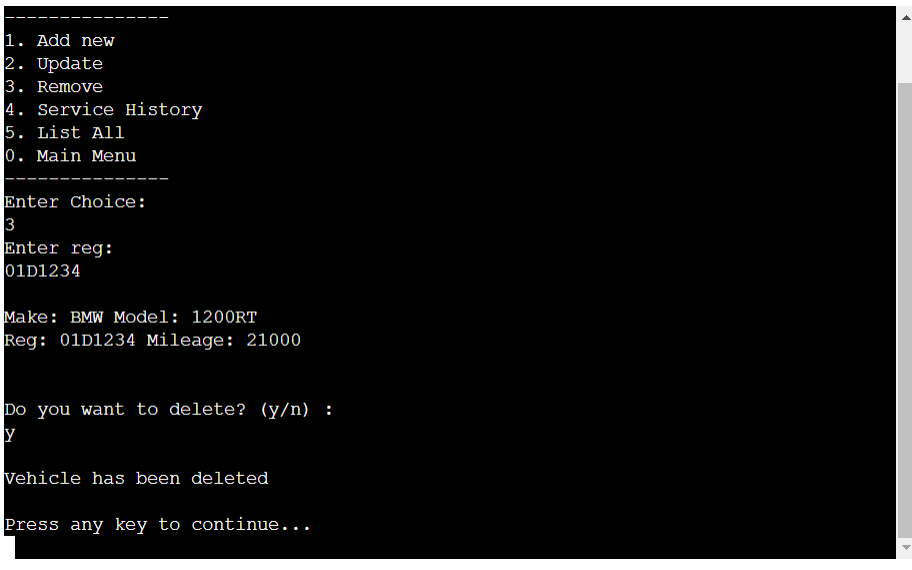 ---------------
1. Add new
2. Update
3. Remove
4. Service History
5. List All
0. Main Menu
---------------
Enter Choice:
3
Enter reg:
01D1234
Make: BMW Model: 1200RT
Reg: 01D1234 Mileage: 21000
Do you want to delete? (y/n) :
y
Vehicle has been deleted
Press any key to continue...